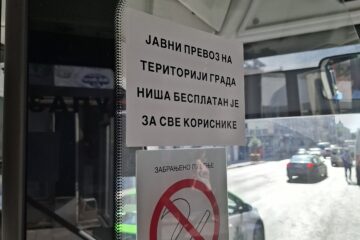 ЈАВНИ ПРЕВОЗ НА
ТЕРИТОРИЈИ ГРАДА
НИША БЕСПЛАТАН ЈЕ
ЗА СВЕ КОРИСНИКЕ
ЗАБРАЊЕНО ПУШЕЊЕ